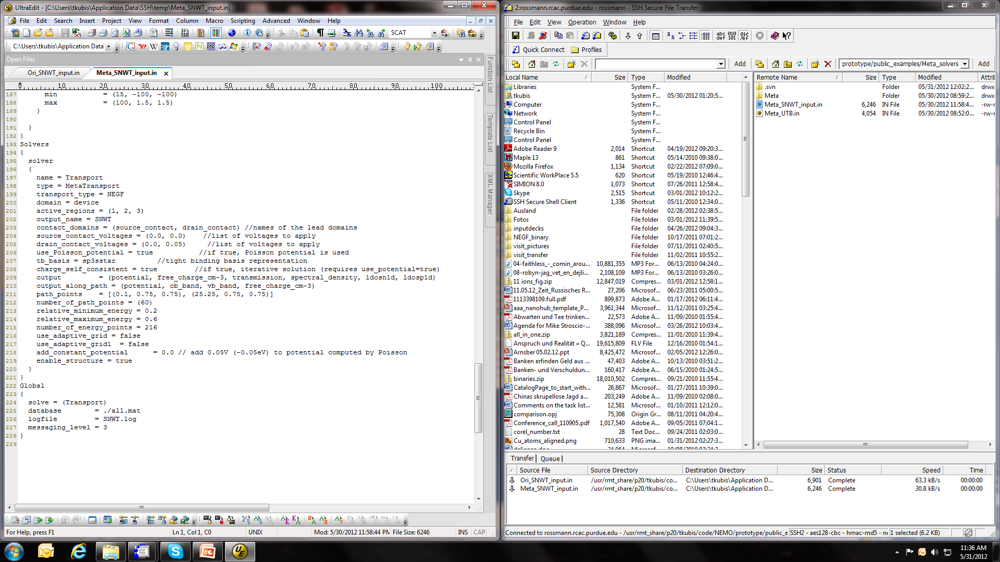 UltraEdit - [C:\Users\tkubis\Application Data\SSH\temp\Meta_SNWT_input.in]
File Edit Search Insert Project View Format Column Macro Scripting Advanced Window Help
SCAT
C:\Users\tkubis\Application Data
Open Files
Ori_SNWT_input.in Meta_SNWT_input.in
0 10 20 30 40 50 60 70 80 90 100
187 min = (15, -100, -100)
188 max = (100, 1.5, 1.5)
189 }
190
191 }
192 }
193 Solvers
194 {
195 solver
196 {
197 name = Transport
198 type = MetaTransport
199 transport_type = NEGF
200 domain = device
201 active_regions = (1, 2, 3)
202 output_name = SNWT
203 contact_domains = (source_contact, drain_contact) //names of the lead domains
204 source_contact_voltages = (0.0, 0.0) //list of voltages to apply
205 drain_contact_voltages = (0.0, 0.05) //list of voltages to apply
206 use_Poisson_potential = true //if true, Poisson potential is used
207 tb_basis = sp3sstar //tight binding basis representation
208 charge_self_consistent = true //if true, iterative solution (requires use_potential=true)
209 output = (potential, free_charge_cm-3, transmission, spectral_density, ldosn1d, ldosp1d)
210 output_along_path = (potential, cb_band, vb_band, free_charge_cm-3)
211 path_points = [(0.1, 0.75, 0.75), (25.25, 0.75, 0.75)]
212 number_of_path_points = (60)
213 relative_minimum_energy = 0.2
214 relative_maximum_energy = 0.6
215 number_of_energy_points = 216
216 use_adaptive_grid = false
217 use_adaptive_grid1 = false
218 add_constant_potential = 0.0 // add 0.05V (-0.05eV) to potential computed by Poisson
219 enable_structure = true
220 }
221 }
222 Global
223 {
224 solve = (Transport)
225 database = ./all.mat
226 logfile = SNWT.log
227 messaging_level = 3
228 }
229
Function List
Template List
XML Manager
For Help, press F1 Ln 1, Col 1, C0 UNIX Mod: 5/30/2012 11:58:44 PM File Size: 6246 INS CAP
2:rossmann.rcac.purdue.edu - rossmann - SSH Secure File Transfer
File Edit View Operation Window Help
Quick Connect Profiles
Add prototype/public_examples/Meta_solvers Add
Local Name Size Type Modified
Libraries System F...
tkubis System F... 05/30/2012 01:20:5...
Computer System F...
Network System F...
Control Panel System F...
Recycle Bin System F...
Control Panel System F...
Adobe Reader 9 2,014 Shortcut 04/19/2012 09:20:3...
Maple 13 861 Shortcut 05/14/2010 09:38:0...
Mozilla Firefox 1,134 Shortcut 02/22/2012 07:09:0...
Scientific WorkPlace 5.5 620 Shortcut 05/19/2010 12:46:4...
SIMION 8.0 1,073 Shortcut 07/26/2011 12:58:4...
Skype 2,515 Shortcut 03/01/2012 10:12:2...
SSH Secure Shell Client 1,336 Shortcut 05/11/2010 12:34:0...
Ausland File folder 02/28/2012 02:38:5...
Fotos File folder 03/01/2012 11:39:5...
inputdecks File folder 04/26/2012 09:04:3...
NEGF_binary File folder 10/17/2011 07:01:2...
visit_pictures File folder 07/11/2011 02:40:5...
visit_transfer File folder 11/02/2011 10:55:2...
04-faithless_-_comin_arou... 10,881,355 MP3 For... 06/13/2010 04:24:0...
08-robyn-jag_vet_en_dejli... 2,108,109 MP3 For... 06/13/2010 03:26:0...
11 ions_fig.zip 12,847,019 Compres... 03/01/2012 12:58:1...
11.05.12_Zeit_Russisches R... 27,206 Microsof... 06/23/2011 05:00:5...
1113398109.full.pdf 899,873 Adobe A... 01/17/2012 06:11:4...
aaa_nanohub_template_P... 3,961,344 Microsof... 11/12/2011 03:25:4...
Abwarten und Tee trinken... 22,573 Adobe A... 11/09/2010 01:55:4...
Agenda for Mike Stroscio-... 388,096 Microsof... 03/26/2012 10:03:4...
all_in_one.zip 3,821,189 Compres... 11/01/2010 11:39:4...
Anspruch und Realität » Q... 19,615,809 FLV File 12/16/2010 01:54:1...
Arnsber 05.02.12.ppt 8,425,472 Microsof... 02/05/2012 12:26:0...
Banken erfinden Geld aus ... 47,403 Adobe A... 10/13/2010 03:51:2...
Banken- und Verschuldun... 160,417 Adobe A... 06/15/2010 01:24:5...
binaries.zip 18,010,502 Compres... 09/21/2010 11:55:4...
CatalogPage_to_start_with... 26,867 Microsof... 01/27/2011 10:39:0...
Chinas skrupellose Jagd a... 203,249 Adobe A... 11/09/2010 02:08:0...
Comments on the task list... 12,581 Microsof... 01/10/2011 12:12:0...
comparison.opj 75,308 Origin Gr... 08/11/2011 04:20:4...
Conference_call_110905.pdf 1,017,540 Adobe A... 09/05/2011 07:04:1...
corel_number.txt 28 Text Doc... 09/24/2011 02:03:0...
Cu_atoms_aligned.png 710,633 PNG ima... 01/31/2012 02:27:3...
Remote Name Size Type Modified Attrib
.svn Folder 05/31/2012 12:02:2... drwx
Meta Folder 05/30/2012 08:59:2... drwx
Meta_SNWT_input.in 6,246 IN File 05/30/2012 11:58:4... -rw-r
Meta_UTB.in 4,054 IN File 05/30/2012 08:52:0... -rw-r
Transfer Queue
Source File Source Directory Destination Directory Size Status Speed Time
Ori_SNWT_input.in /usr/rmt_share/p20/tkubis/co... C:\Users\tkubis\Application D... 6,901 Complete 63.3 kB/s 00:00:00
Meta_SNWT_input.in /usr/rmt_share/p20/tkubis/co... C:\Users\tkubis\Application D... 6,246 Complete 30.8 kB/s 00:00:00
Connected to rossmann.rcac.purdue.edu - /usr/rmt_share/p20/tkubis/code/NEMO/prototype/public_e SSH2 - aes128-cbc - hmac-md5 - nc 1 selected (6.2 KB)
11:36 AM
5/31/2012